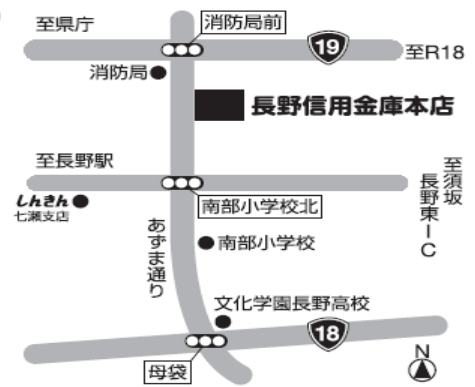 至県庁
消防局前
19
至R18
消防局
長野信用金庫本店
至長野駅
至須坂
長野東IC
しんきん
七瀬支店
南部小学校北
あずま通り
南部小学校
文化学園長野高校
18
母袋
N